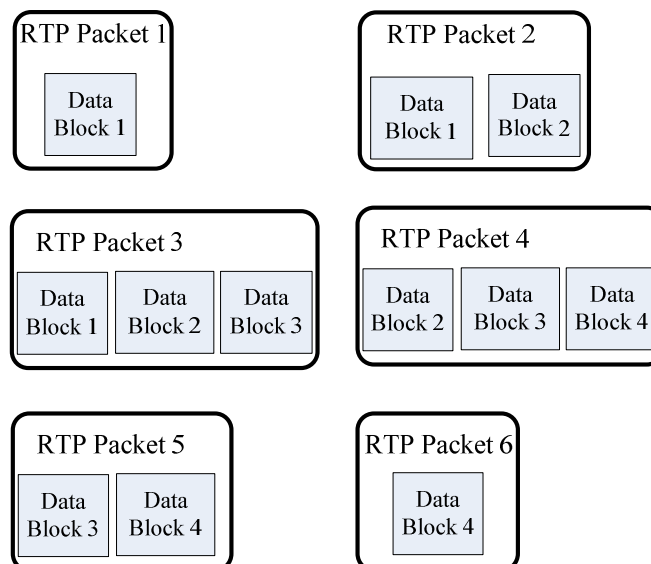 RTP Packet 1
Data
Block 1
RTP Packet 2
Data
Block 1
Data
Block 2
RTP Packet 3
Data
Block 1
Data
Block 2
Data
Block 3
RTP Packet 4
Data
Block 2
Data
Block 3
Data
Block 4
RTP Packet 5
Data
Block 3
Data
Block 4
RTP Packet 6
Data
Block 4